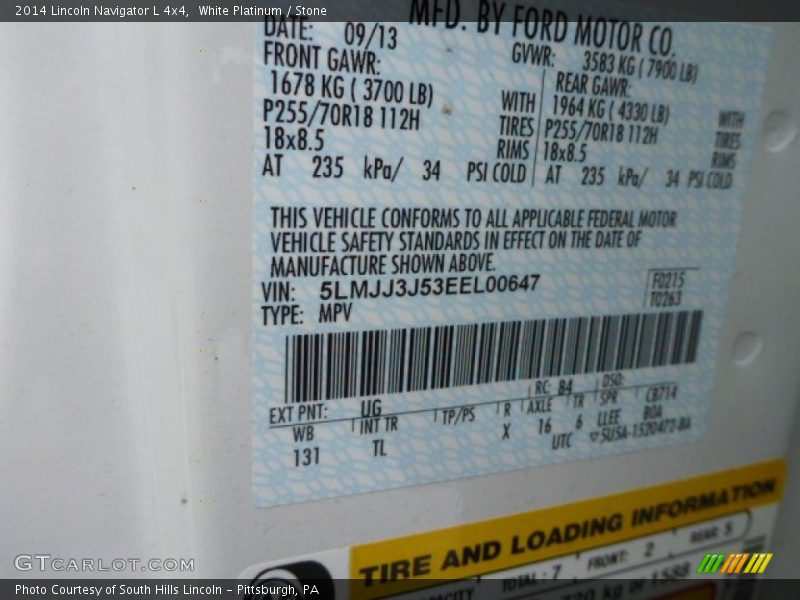 2014 Lincoln Navigator L 4x4,  White Platinum / Stone
MFD. BY FORD MOTOR CO.
DATE: 09/13
GVWR: 3583 KG ( 7900 LB)
FRONT GAWR:
1678 KG ( 3700 LB)
P255/70R18 112H WITH TIRES
18x8.5 RIMS
AT 235 kPa/ 34 PSI COLD
REAR GAWR:
1964 KG ( 4330 LB) WITH
P255/70R18 112H TIRES
18x8.5 RIMS
AT 235 kPa/ 34 PSI COLD
THIS VEHICLE CONFORMS TO ALL APPLICABLE FEDERAL MOTOR
VEHICLE SAFETY STANDARDS IN EFFECT ON THE DATE OF
MANUFACTURE SHOWN ABOVE.
VIN: 5LMJJ3J53EEL00647
F0215
T0263
TYPE: MPV
EXT PNT: UG RC: B4 DSO:
WB INT TR TP/PS R AXLE TR SPR CB714
131 TL X 16 6 LLEE BOA
UTC ▽SUSA-1520472-BA
TIRE AND LOADING INFORMATION
TOTAL : 7 FRONT: 2 REAR: 5
GTCARLOT.COM
Photo Courtesy of South Hills Lincoln - Pittsburgh, PA